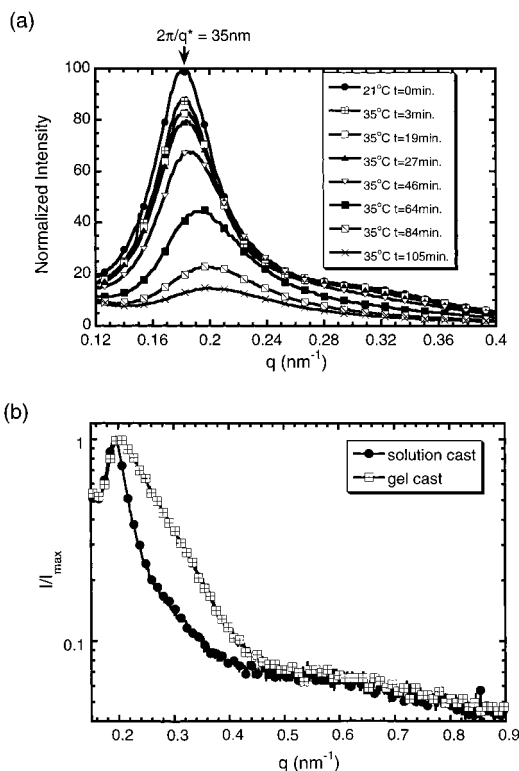 (a)
2π/q* = 35nm
Normalized Intensity
100
80
60
40
20
0
21°C t=0min.
35°C t=3min.
35°C t=19min.
35°C t=27min.
35°C t=46min.
35°C t=64min.
35°C t=84min.
35°C t=105min.
0.12
0.16
0.2
0.24
0.28
0.32
0.36
0.4
q (nm⁻¹)
(b)
I/Imax
1
0.1
solution cast
gel cast
0.2
0.3
0.4
0.5
0.6
0.7
0.8
0.9
q (nm⁻¹)